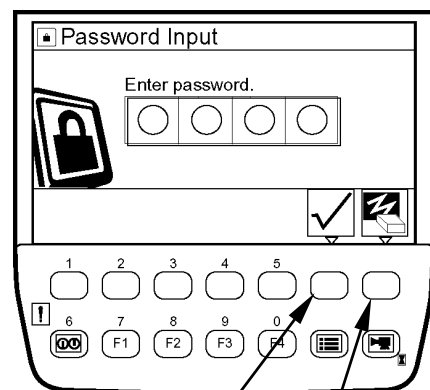 Password Input
Enter password.
1 2 3 4 5
6 7 8 9 0
F1 F2 F3 F4